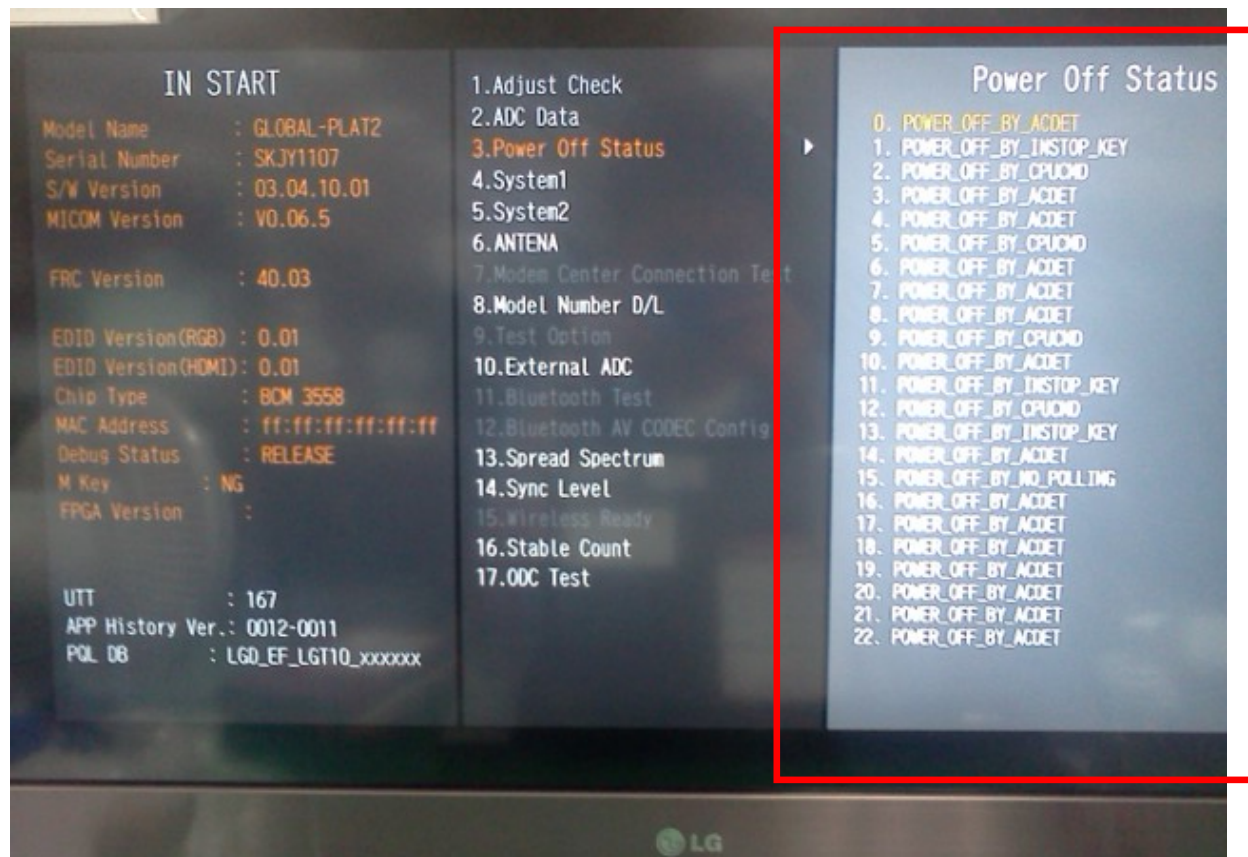 IN START
Model Name : GLOBAL-PLAT2
Serial Number : SKJY1107
S/W Version : 03.04.10.01
MICOM Version : V0.06.5
FRC Version : 40.03
EDID Version(RGB) : 0.01
EDID Version(HDMI): 0.01
Chip Type : BCM 3558
MAC Address : ff:ff:ff:ff:ff:ff
Debug Status : RELEASE
M Key : NG
FPGA Version :
UTT : 167
APP History Ver.: 0012-0011
PQL DB : LGD_EF_LGT10_xxxxxx
1.Adjust Check
2.ADC Data
3.Power Off Status
4.System1
5.System2
6.ANTENA
7.Modem Center Connection Test
8.Model Number D/L
9.Test Option
10.External ADC
11.Bluetooth Test
12.Bluetooth AV CODEC Config
13.Spread Spectrum
14.Sync Level
15.Wireless Ready
16.Stable Count
17.ODC Test
Power Off Status
0. POWER_OFF_BY_ACDET
1. POWER_OFF_BY_INSTOP_KEY
2. POWER_OFF_BY_CPUCMD
3. POWER_OFF_BY_ACDET
4. POWER_OFF_BY_ACDET
5. POWER_OFF_BY_CPUCMD
6. POWER_OFF_BY_ACDET
7. POWER_OFF_BY_ACDET
8. POWER_OFF_BY_ACDET
9. POWER_OFF_BY_CPUCMD
10. POWER_OFF_BY_ACDET
11. POWER_OFF_BY_INSTOP_KEY
12. POWER_OFF_BY_CPUCMD
13. POWER_OFF_BY_INSTOP_KEY
14. POWER_OFF_BY_ACDET
15. POWER_OFF_BY_NO_POLLING
16. POWER_OFF_BY_ACDET
17. POWER_OFF_BY_ACDET
18. POWER_OFF_BY_ACDET
19. POWER_OFF_BY_ACDET
20. POWER_OFF_BY_ACDET
21. POWER_OFF_BY_ACDET
22. POWER_OFF_BY_ACDET
LG